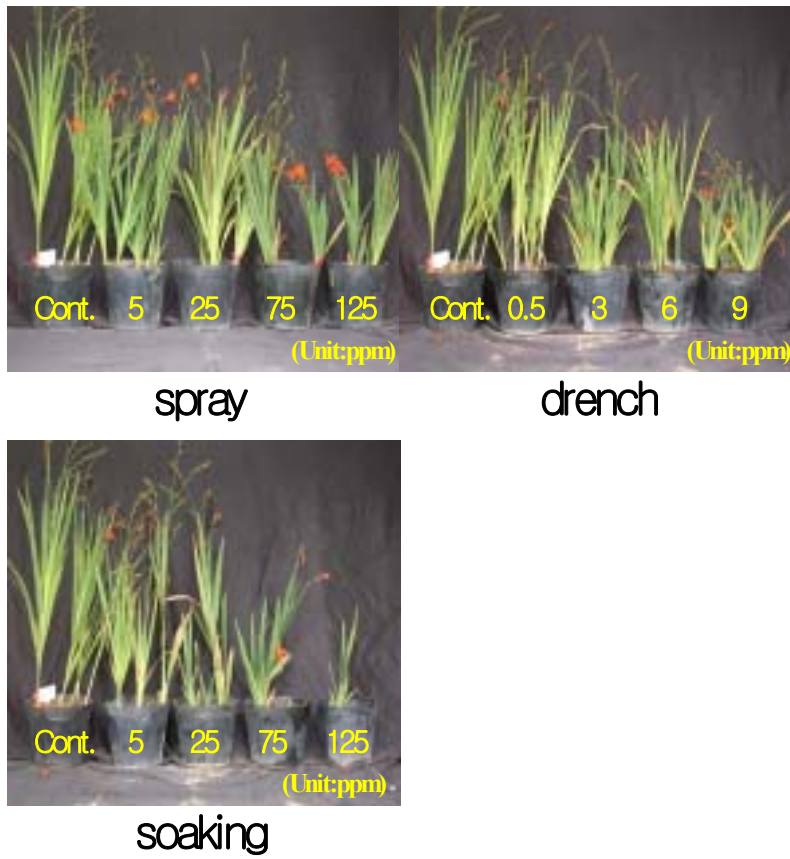 Cont. 5 25 75 125
(Unit:ppm)
spray
Cont. 0.5 3 6 9
(Unit:ppm)
drench
Cont. 5 25 75 125
(Unit:ppm)
soaking